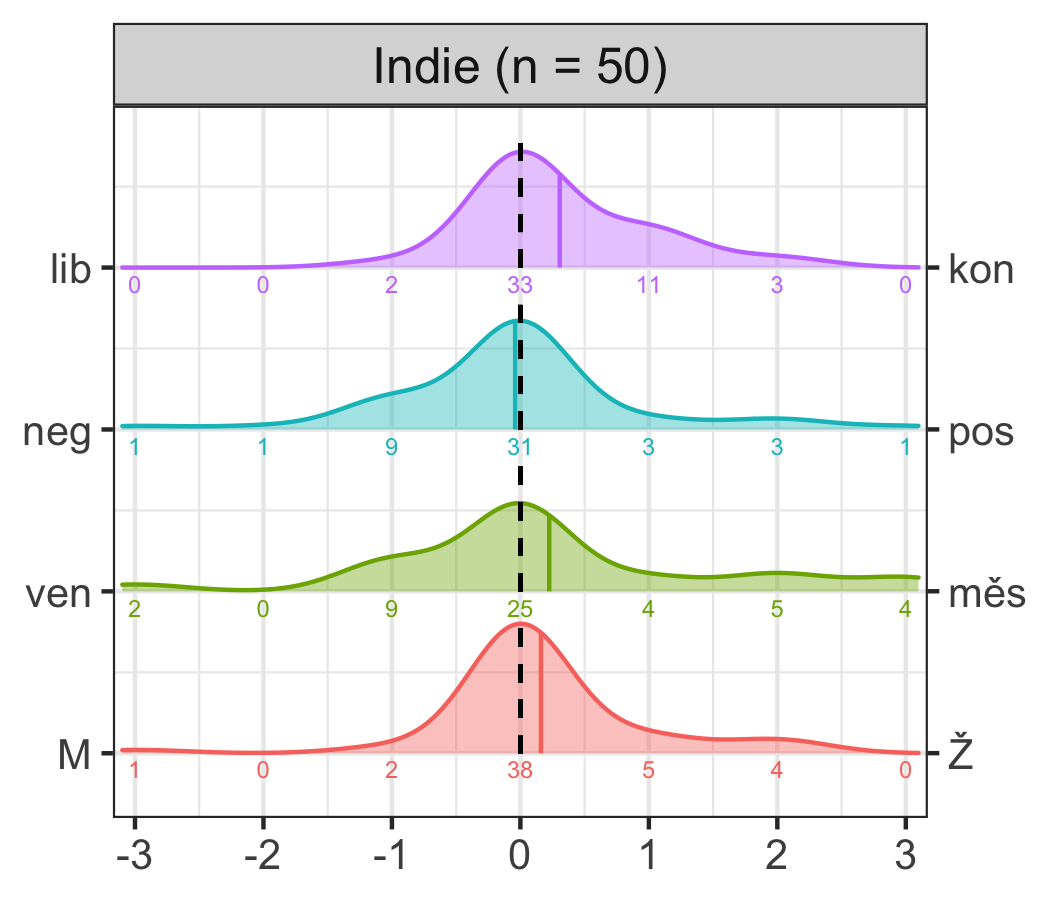 Indie (n = 50)
lib kon
0 0 2 33 11 3 0
neg pos
1 1 9 31 3 3 1
ven měs
2 0 9 25 4 5 4
M Ž
1 0 2 38 5 4 0
-3 -2 -1 0 1 2 3